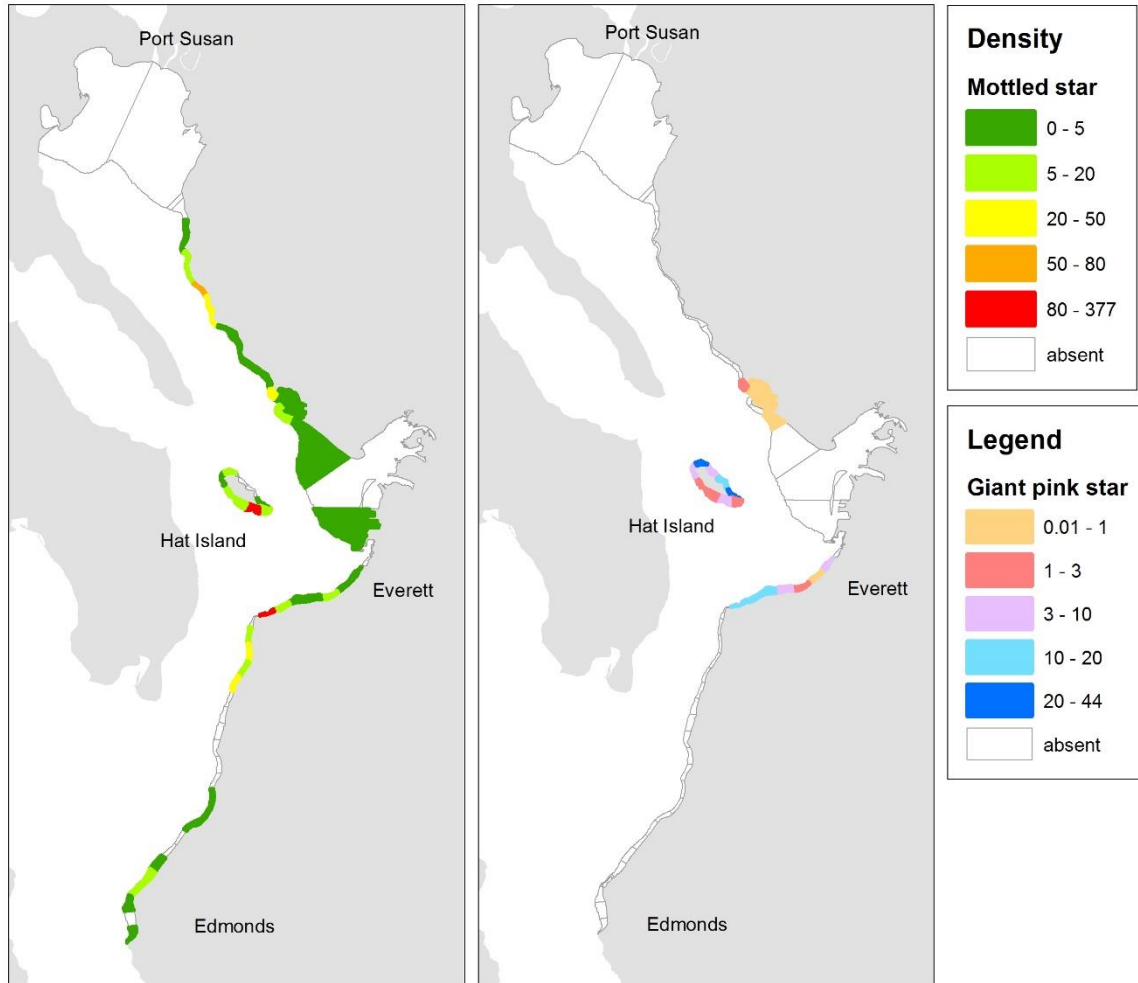 Port Susan
Hat Island
Everett
Edmonds
Port Susan
Hat Island
Everett
Edmonds
Density
Mottled star
0 - 5
5 - 20
20 - 50
50 - 80
80 - 377
absent
Legend
Giant pink star
0.01 - 1
1 - 3
3 - 10
10 - 20
20 - 44
absent